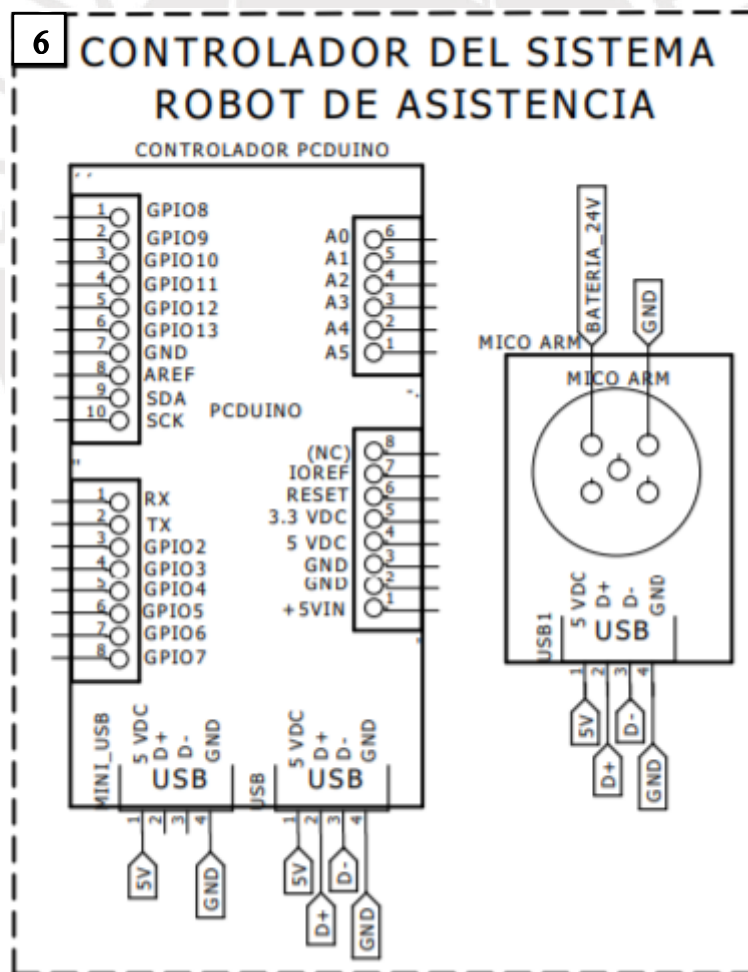 6
CONTROLADOR DEL SISTEMA
ROBOT DE ASISTENCIA
CONTROLADOR PCDUINO
1 GPIO8
2 GPIO9
3 GPIO10
4 GPIO11
5 GPIO12
6 GPIO13
7 GND
8 AREF
9 SDA
10 SCK
PCDUINO
A0 6
A1 5
A2 4
A3 3
A4 2
A5 1
(NC) 8
IOREF 7
RESET 6
3.3 VDC 5
5 VDC 4
GND 3
GND 2
+5VIN 1
1 RX
2 TX
3 GPIO2
4 GPIO3
5 GPIO4
6 GPIO5
7 GPIO6
8 GPIO7
MINI_USB
5 VDC
D+
D-
GND
USB
1
2
3
4
5V
GND
USB
5 VDC
D+
D-
GND
USB
1
2
3
4
5V
D+
D-
GND
BATERIA_24V
GND
MICO ARM
MICO ARM
USB1
5 VDC
D+
D-
GND
USB
1
2
3
4
5V
D+
D-
GND